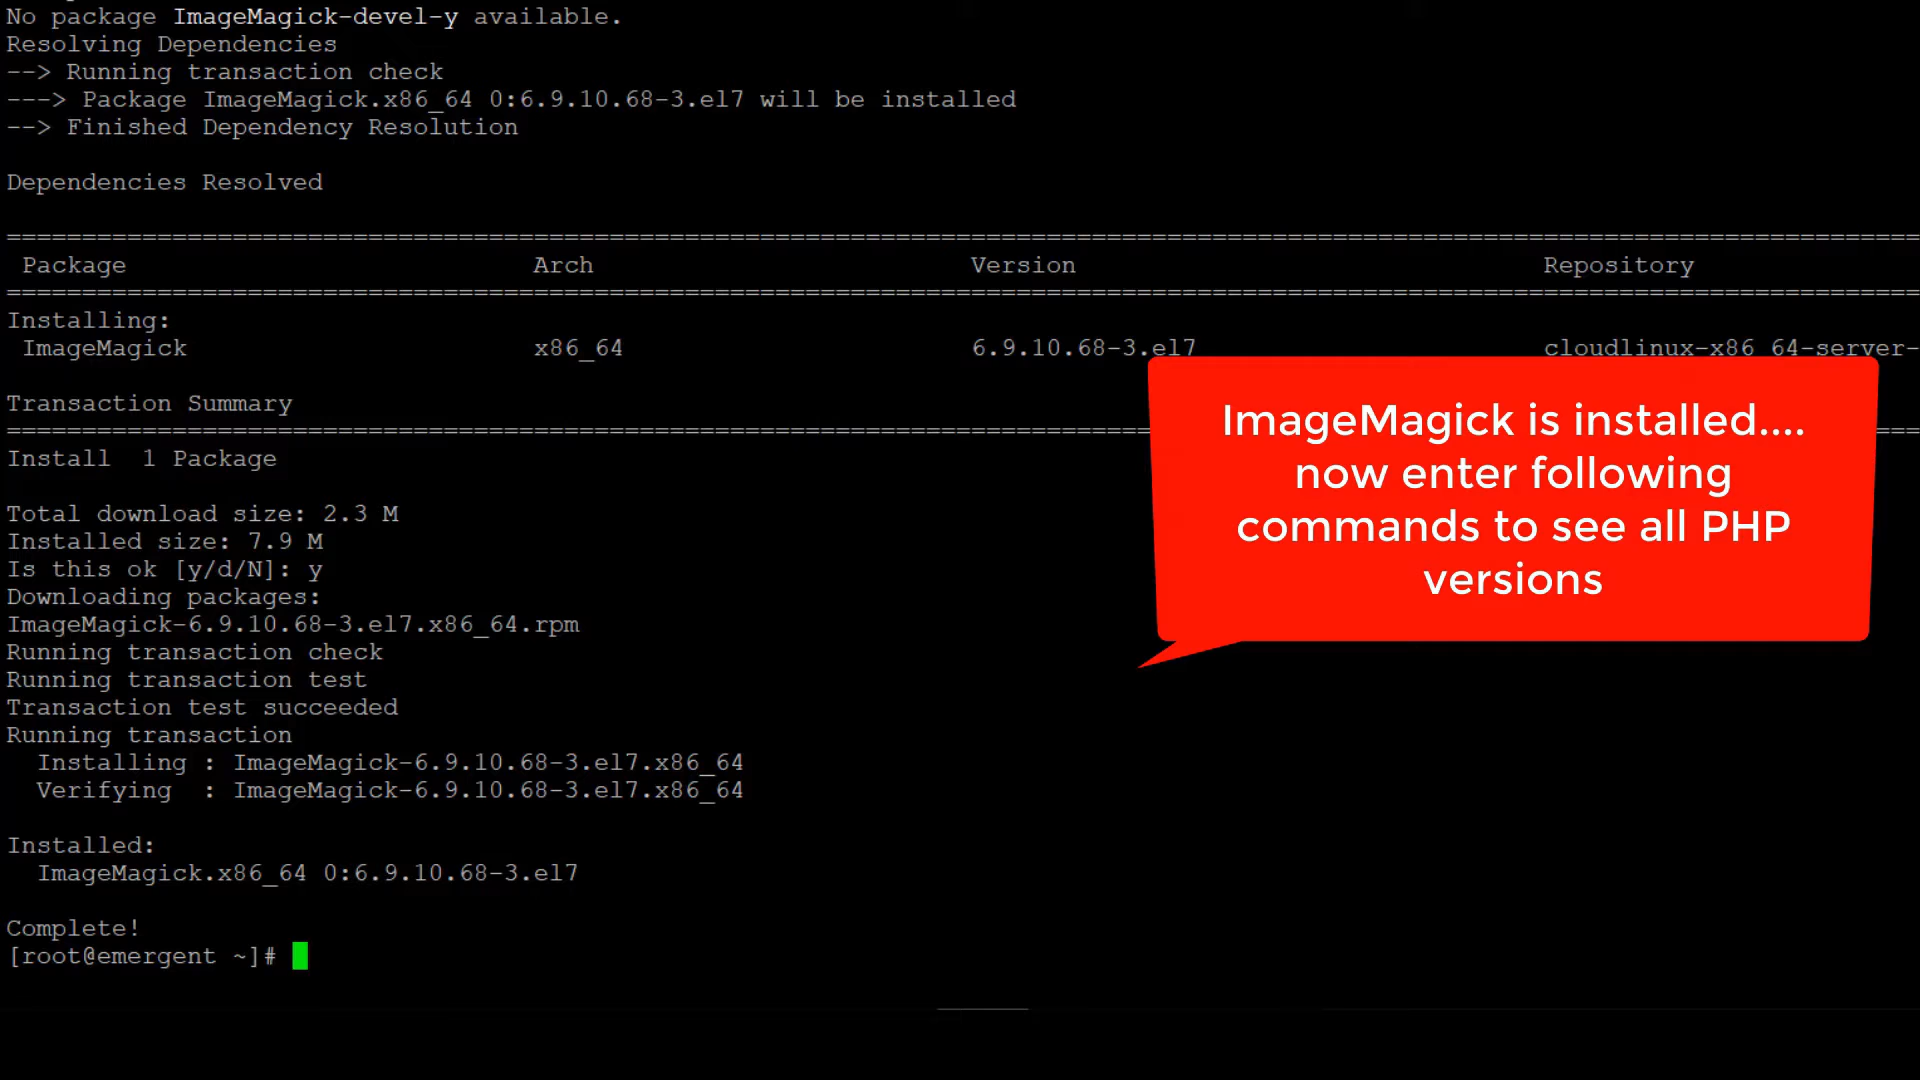 No package ImageMagick-devel-y available.
Resolving Dependencies
--> Running transaction check
---> Package ImageMagick.x86_64 0:6.9.10.68-3.el7 will be installed
--> Finished Dependency Resolution
Dependencies Resolved
Package Arch Version Repository
Installing:
ImageMagick x86_64 6.9.10.68-3.el7 cloudlinux-x86_64-server-
Transaction Summary
Install 1 Package
Total download size: 2.3 M
Installed size: 7.9 M
Is this ok [y/d/N]: y
Downloading packages:
ImageMagick-6.9.10.68-3.el7.x86_64.rpm
Running transaction check
Running transaction test
Transaction test succeeded
Running transaction
Installing : ImageMagick-6.9.10.68-3.el7.x86_64
Verifying : ImageMagick-6.9.10.68-3.el7.x86_64
Installed:
ImageMagick.x86_64 0:6.9.10.68-3.el7
Complete!
[root@emergent ~]#
ImageMagick is installed....
now enter following
commands to see all PHP
versions